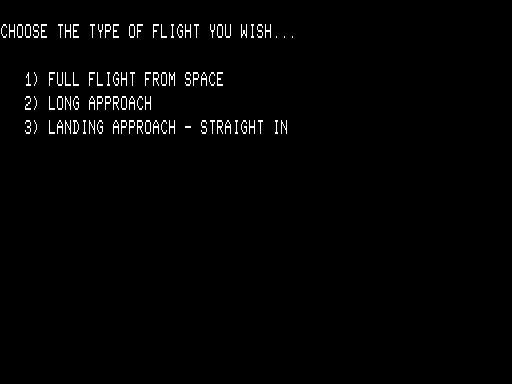 CHOOSE THE TYPE OF FLIGHT YOU WISH...
1) FULL FLIGHT FROM SPACE
2) LONG APPROACH
3) LANDING APPROACH - STRAIGHT IN